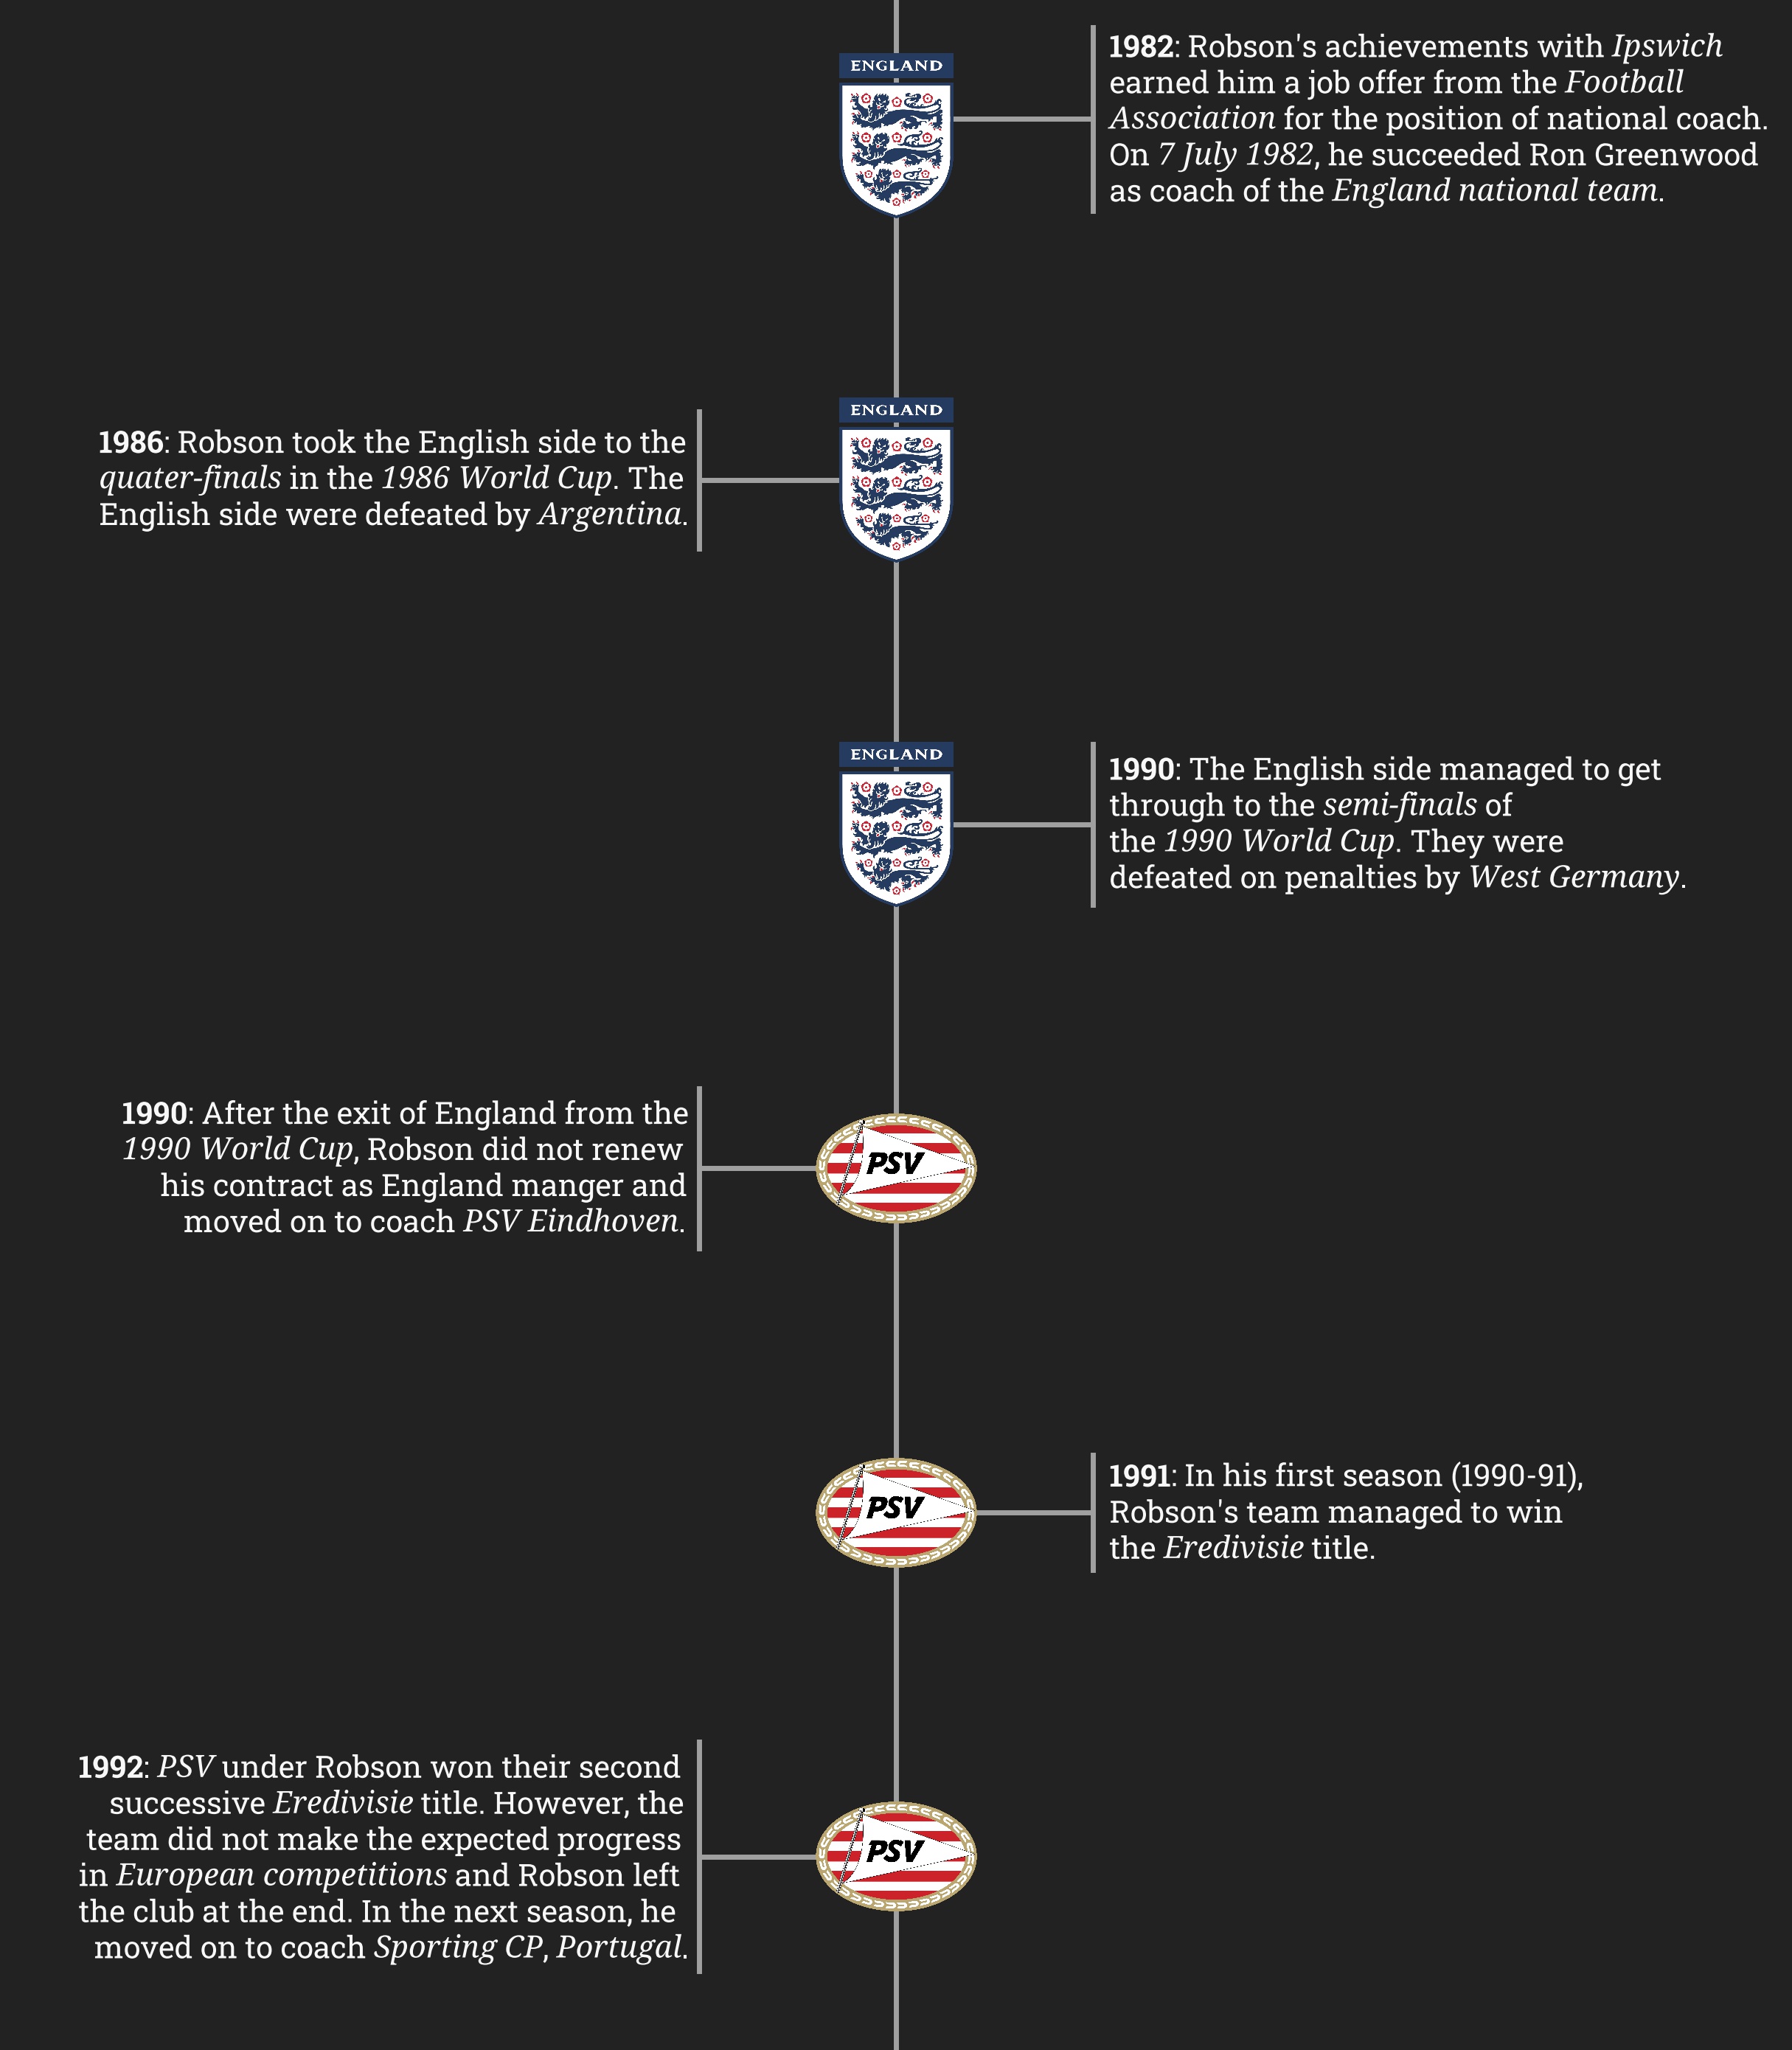 ENGLAND
1982: Robson's achievements with Ipswich
earned him a job offer from the Football
Association for the position of national coach.
On 7 July 1982, he succeeded Ron Greenwood
as coach of the England national team.
ENGLAND
1986: Robson took the English side to the
quater-finals in the 1986 World Cup. The
English side were defeated by Argentina.
ENGLAND
1990: The English side managed to get
through to the semi-finals of
the 1990 World Cup. They were
defeated on penalties by West Germany.
1990: After the exit of England from the
1990 World Cup, Robson did not renew
his contract as England manger and
moved on to coach PSV Eindhoven.
PSV
PSV
1991: In his first season (1990-91),
Robson's team managed to win
the Eredivisie title.
1992: PSV under Robson won their second
successive Eredivisie title. However, the
team did not make the expected progress
in European competitions and Robson left
the club at the end. In the next season, he
moved on to coach Sporting CP, Portugal.
PSV